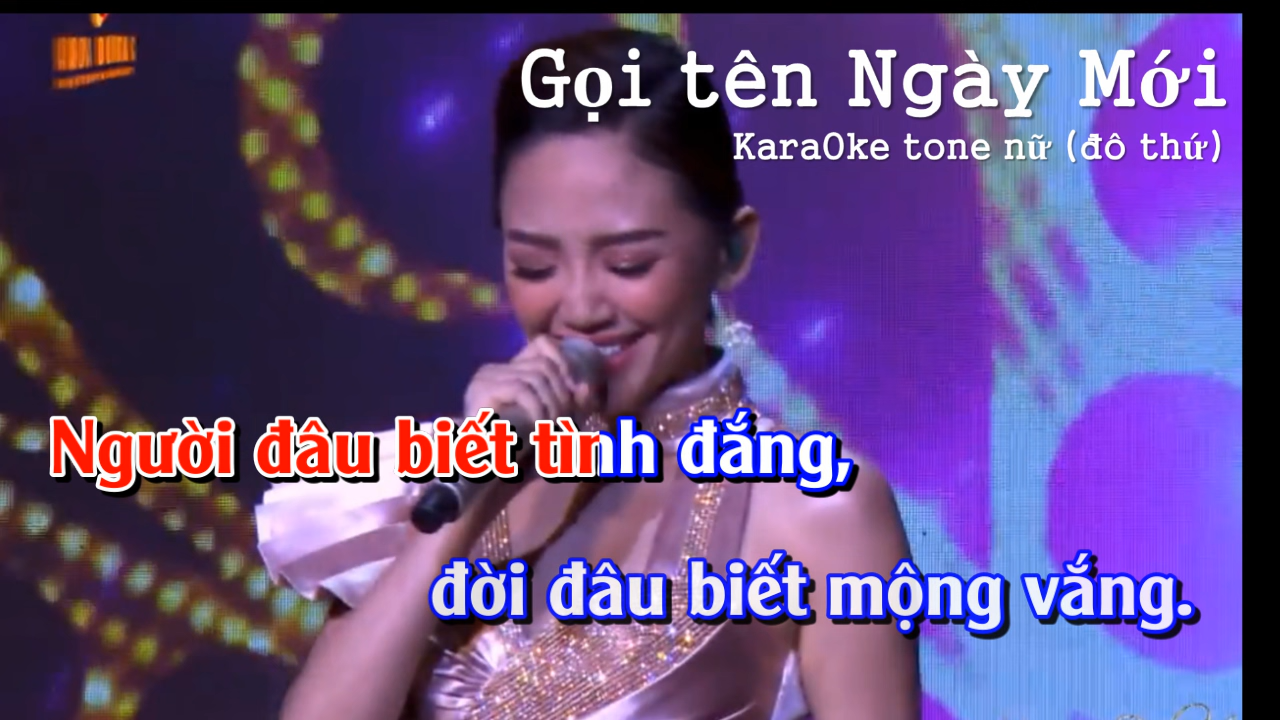 Gọi tên Ngày Mới
KaraOke tone nữ (đô thứ)
Người đâu biết tình đắng,
đời đâu biết mộng vắng.